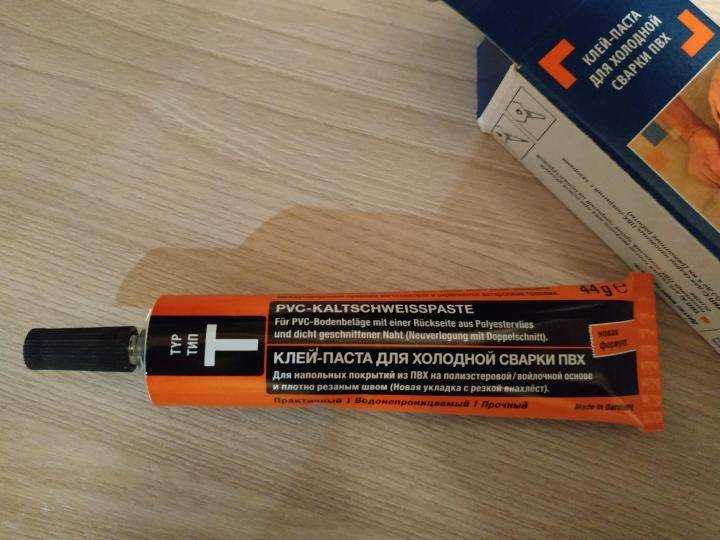 КЛЕЙ-ПАСТА
ДЛЯ ХОЛОДНОЙ
СВАРКИ ПВХ
44g
PVC-KALTSCHWEISSPASTE
Für PVC-Bodenbeläge mit einer Rückseite aus Polyestervlies
und dicht geschnittener Naht (Neuverlegung mit Doppelschnitt).
КЛЕЙ-ПАСТА ДЛЯ ХОЛОДНОЙ СВАРКИ ПВХ
Для напольных покрытий из ПВХ на полиэстеровой/войлочной основе
и плотно резаным швом (Новая укладка с резкой внахлёст).
Практичный / Водонепроницаемый / Прочный
Made in Germany
новая
формула
TYP
ТИП
T